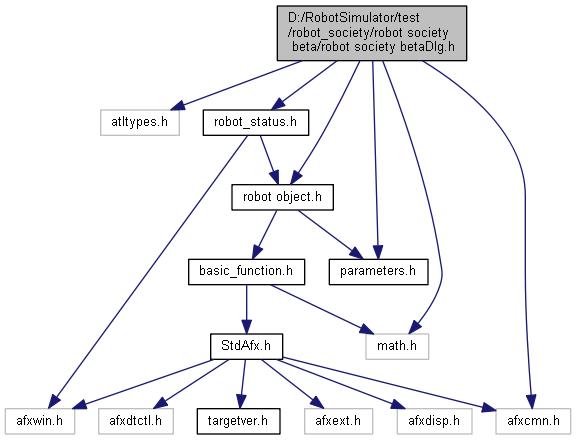 D:/RobotSimulator/test
/robot_society/robot society
beta/robot society betaDlg.h
atltypes.h
robot_status.h
robot object.h
basic_function.h
parameters.h
StdAfx.h
math.h
afxwin.h
afxdtctl.h
targetver.h
afxext.h
afxdisp.h
afxcmn.h